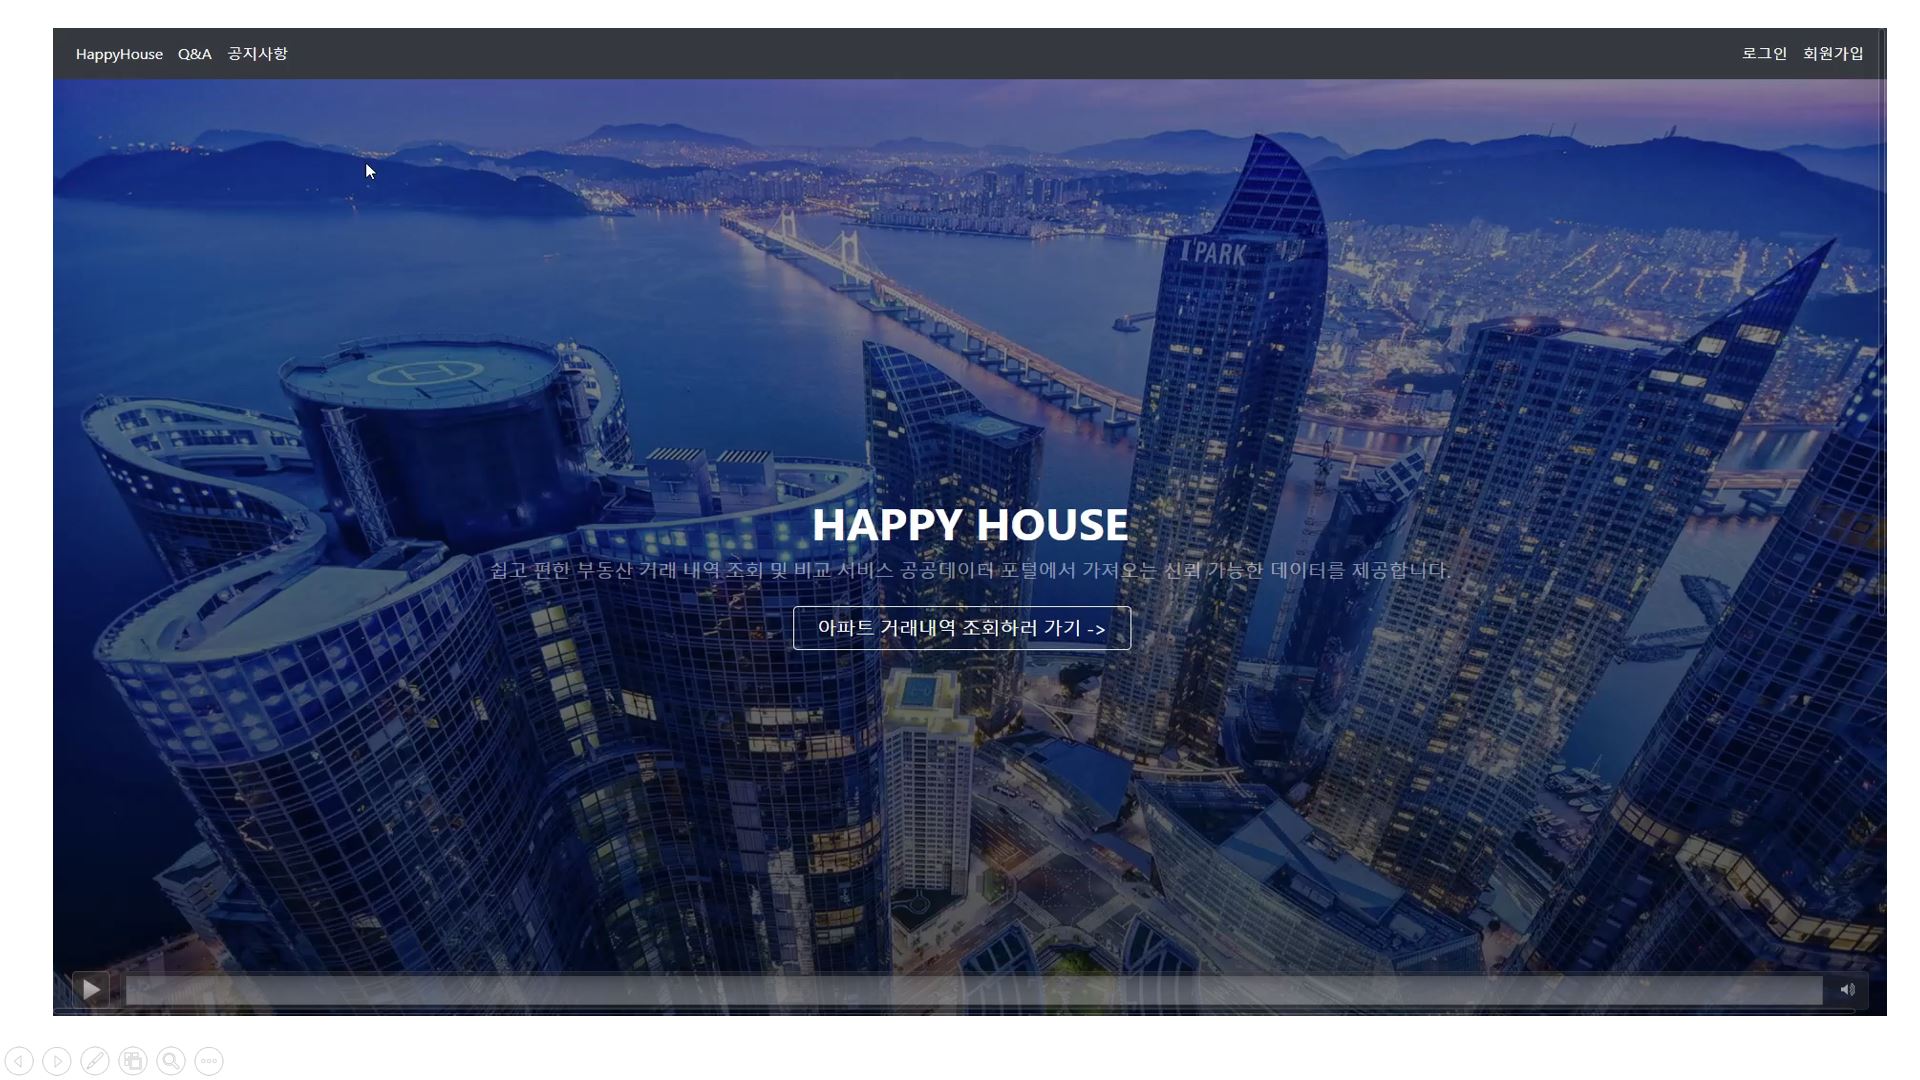 HappyHouse Q&A 공지사항 로그인 회원가입
I'PARK
HAPPY HOUSE
쉽고 편한 부동산 거래 내역 조회 및 비교 서비스 공공데이터 포털에서 가져오는 신뢰 가능한 데이터를 제공합니다.
아파트 거래내역 조회하러 가기 ->